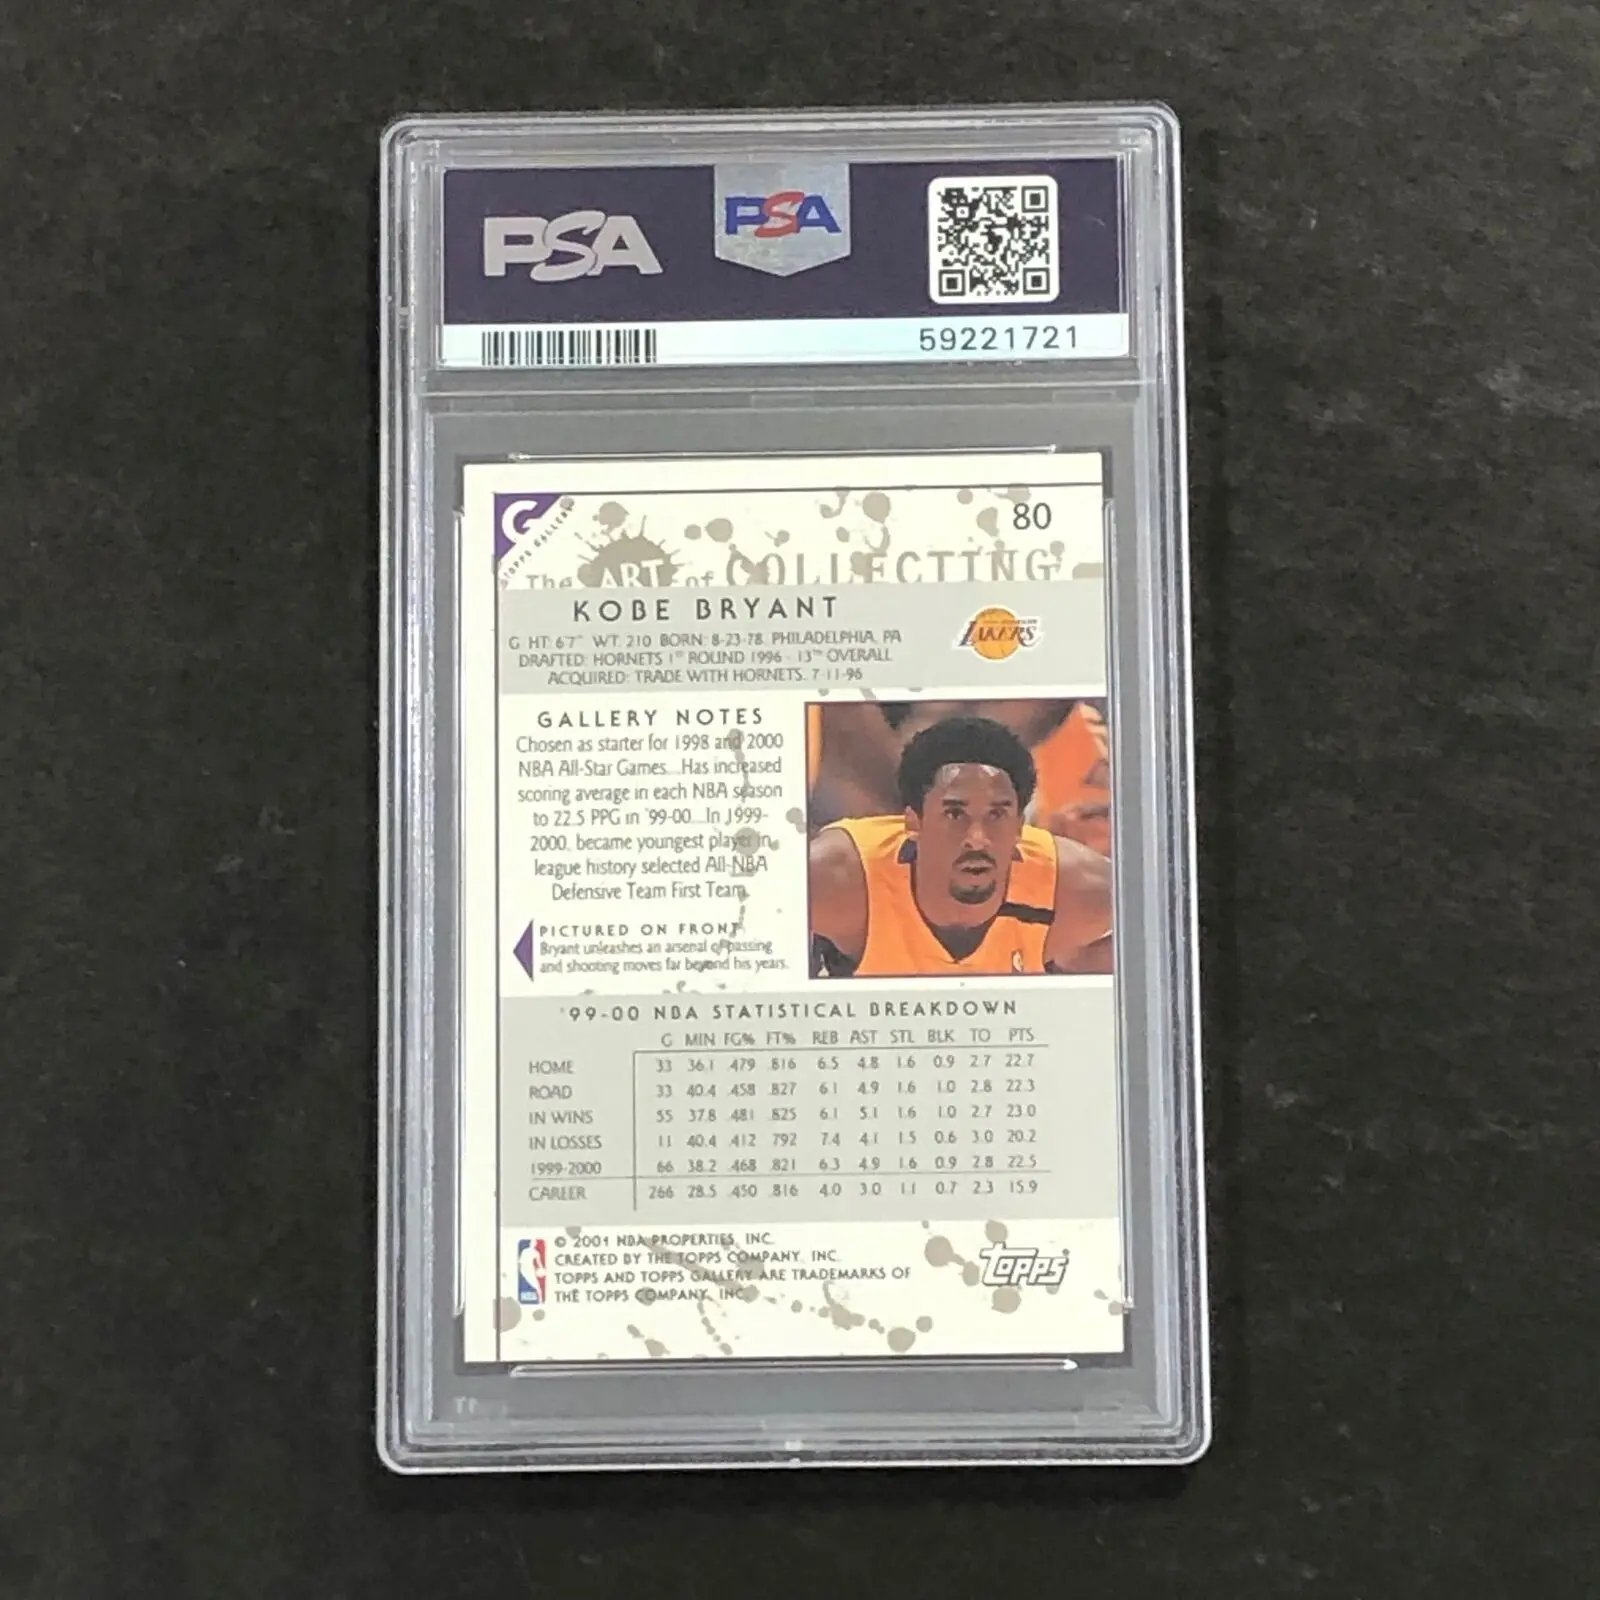 PSA
PSA
59221721
G
TOPPS GALLERY
80
The ART of COLLECTING
KOBE BRYANT
LAKERS
G HT: 6'7" WT. 210 BORN: 8-23-78, PHILADELPHIA, PA
DRAFTED: HORNETS 1ST ROUND 1996 - 13TH OVERALL
ACQUIRED: TRADE WITH HORNETS, 7-11-96
GALLERY NOTES
Chosen as starter for 1998 and 2000
NBA All-Star Games...Has increased
scoring average in each NBA season
to 22.5 PPG in '99-00...In 1999-
2000, became youngest player in
league history selected All-NBA
Defensive Team First Team.
PICTURED ON FRONT
Bryant unleashes an arsenal of passing
and shooting moves far beyond his years.
'99-00 NBA STATISTICAL BREAKDOWN
G MIN FG% FT% REB AST STL BLK TO PTS
HOME 33 36.1 .479 .816 6.5 4.8 1.6 0.9 2.7 22.7
ROAD 33 40.4 .458 .827 6.1 4.9 1.6 1.0 2.8 22.3
IN WINS 55 37.8 .481 .825 6.1 5.1 1.6 1.0 2.7 23.0
IN LOSSES 11 40.4 .412 .792 7.4 4.1 1.5 0.6 3.0 20.2
1999-2000 66 38.2 .468 .821 6.3 4.9 1.6 0.9 2.8 22.5
CAREER 266 28.5 .450 .816 4.0 3.0 1.1 0.7 2.3 15.9
© 2001 NBA PROPERTIES, INC.
CREATED BY THE TOPPS COMPANY, INC.
TOPPS AND TOPPS GALLERY ARE TRADEMARKS OF
THE TOPPS COMPANY, INC.
NBA
Topps